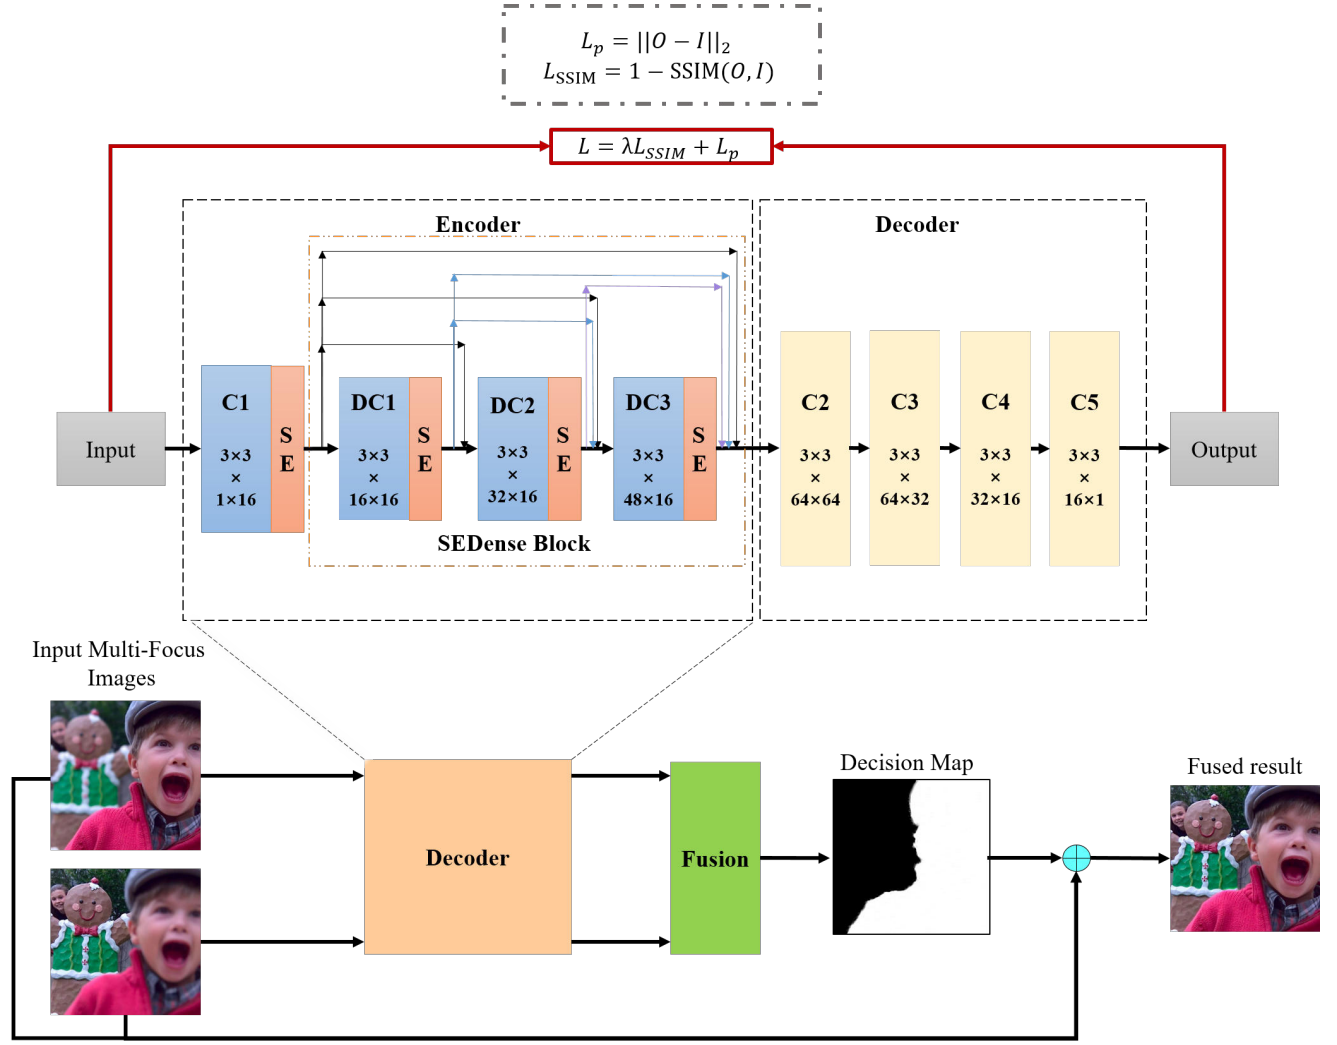 L_p = ||O − I||_2
L_SSIM = 1 − SSIM(O, I)
L = λL_SSIM + L_p
Encoder
Decoder
Input
C1
3×3
×
1×16
S
E
DC1
3×3
×
16×16
S
E
DC2
3×3
×
32×16
S
E
DC3
3×3
×
48×16
S
E
SEDense Block
C2
3×3
×
64×64
C3
3×3
×
64×32
C4
3×3
×
32×16
C5
3×3
×
16×1
Output
Input Multi-Focus
Images
Decoder
Fusion
Decision Map
Fused result